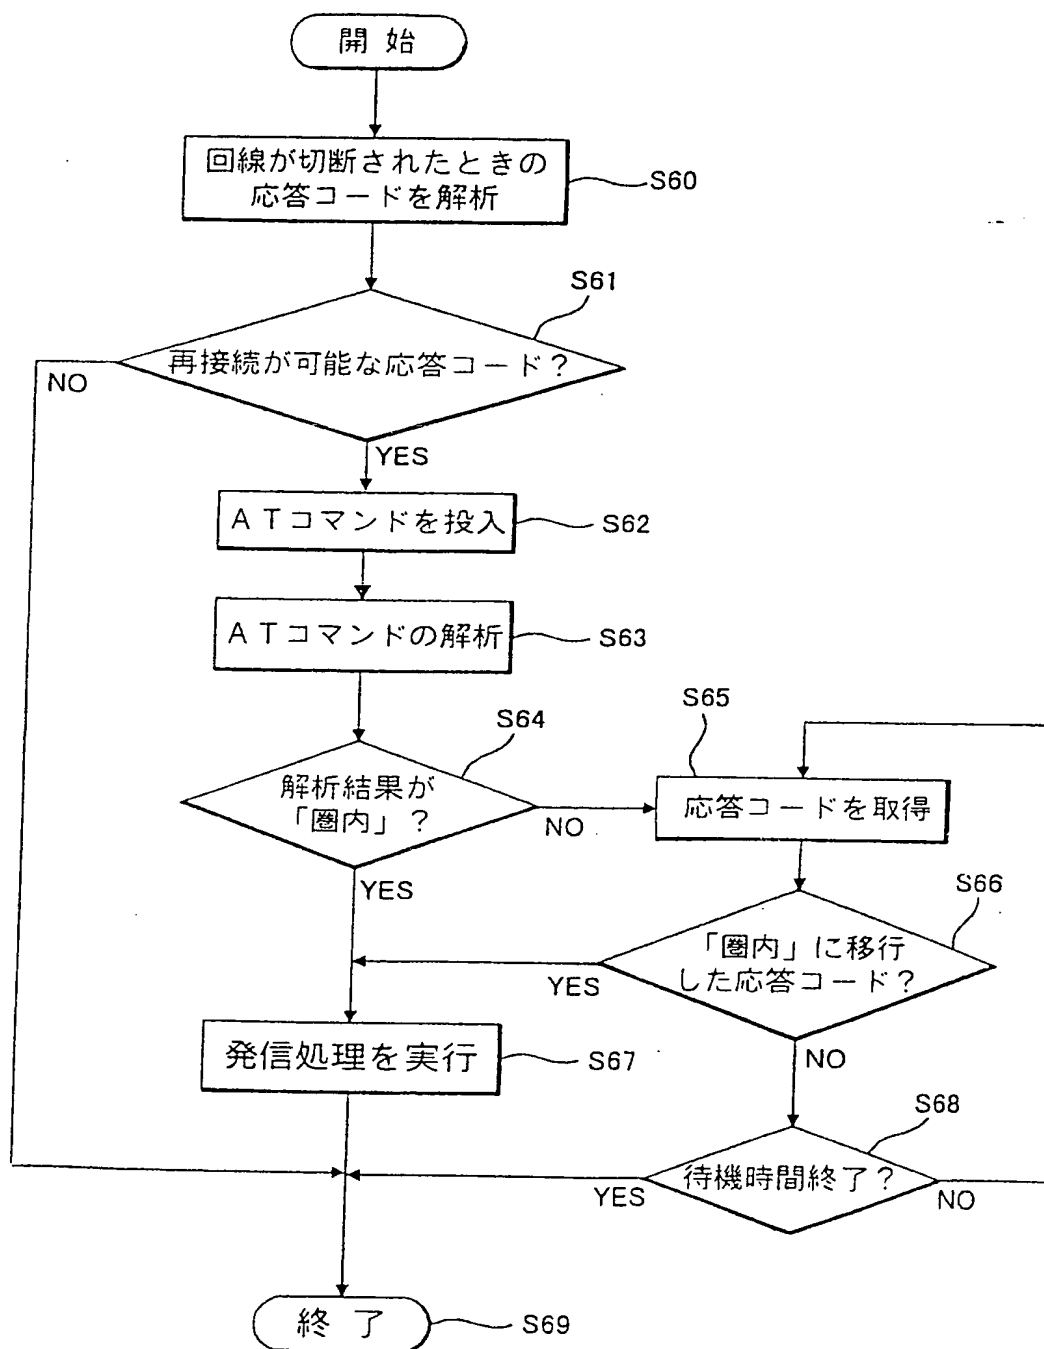 開始
回線が切断されたときの
応答コードを解析
S60
S61
再接続が可能な応答コード?
NO
YES
ATコマンドを投入
S62
ATコマンドの解析
S63
S64
解析結果が
「圏内」?
NO
YES
S65
応答コードを取得
S66
「圏内」に移行
した応答コード?
YES
NO
発信処理を実行
S67
S68
待機時間終了?
YES
NO
終了
S69